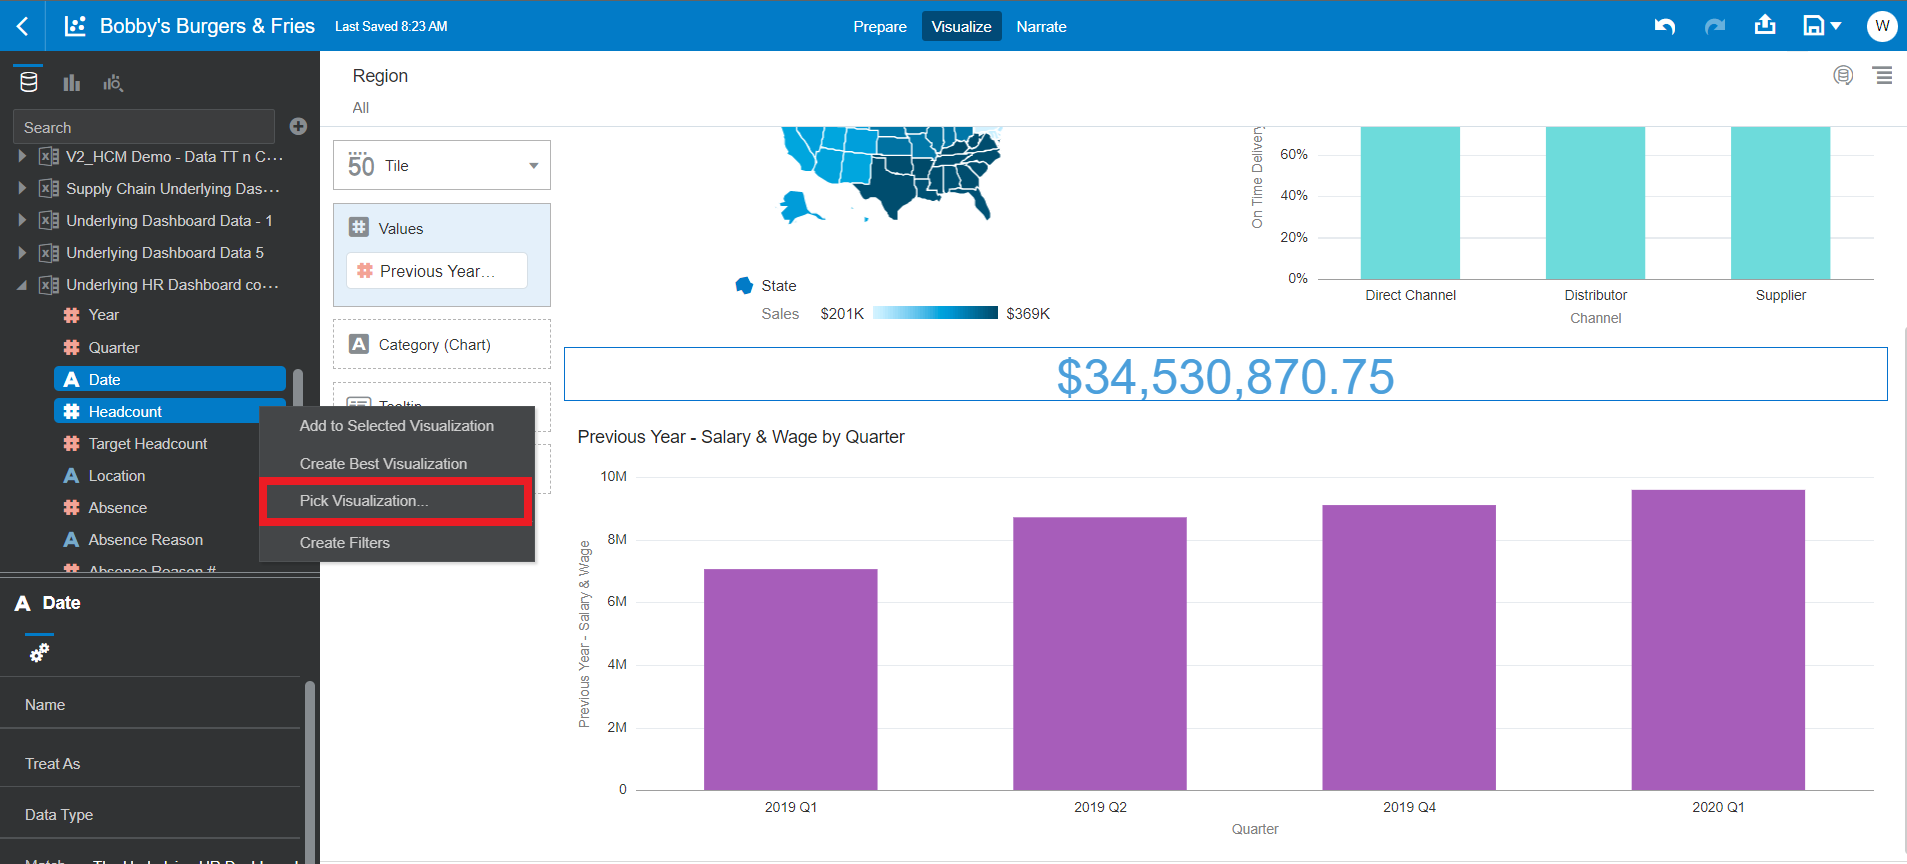 Bobby's Burgers & Fries Last Saved 8:23 AM Prepare Visualize Narrate W
Search
V2_HCM Demo - Data TT n C...
Supply Chain Underlying Das...
Underlying Dashboard Data - 1
Underlying Dashboard Data 5
Underlying HR Dashboard co...
Year
Quarter
Date
Headcount
Target Headcount
Location
Absence
Absence Reason
Absence Reason #
Add to Selected Visualization
Create Best Visualization
Pick Visualization...
Create Filters
A Date
Name
Treat As
Data Type
Region
All
50 Tile
Values
Previous Year...
A Category (Chart)
Tooltip
State
Sales $201K $369K
On Time Delivery
60%
40%
20%
0%
Direct Channel Distributor Supplier
Channel
$34,530,870.75
Previous Year - Salary & Wage by Quarter
Previous Year - Salary & Wage
10M
8M
6M
4M
2M
0
2019 Q1 2019 Q2 2019 Q4 2020 Q1
Quarter